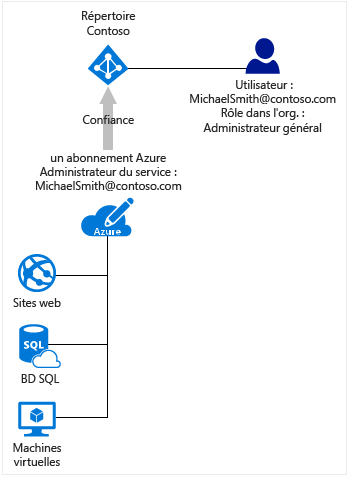 Répertoire
Contoso
Utilisateur :
MichaelSmith@contoso.com
Rôle dans l'org. :
Administrateur général
Confiance
un abonnement Azure
Administrateur du service :
MichaelSmith@contoso.com
Azure
Sites web
SQL
BD SQL
Machines
virtuelles